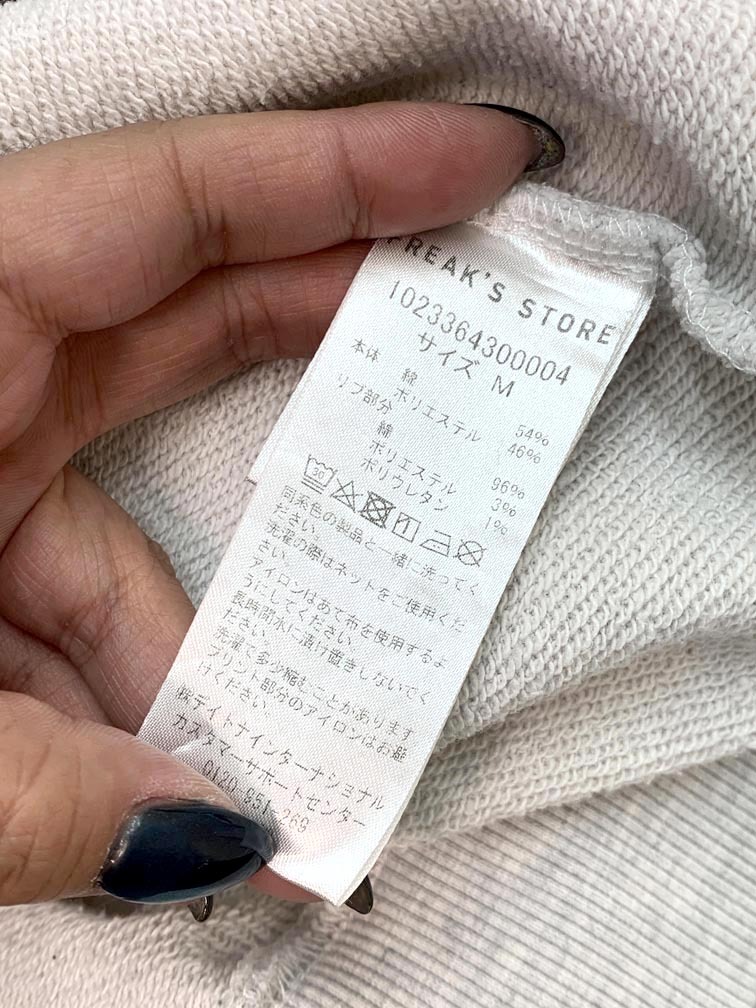 FREAK'S STORE
1023364300004
サイズ M
本体 綿 54%
ポリエステル 46%
リブ部分
綿 96%
ポリエステル 3%
ポリウレタン 1%
30
同系色の製品と一緒に洗ってく
ださい。
洗濯の際はネットをご使用くだ
さい。
アイロンはあて布を使用するよ
うにしてください。
長時間水に漬け置きしないでく
ださい。
洗濯で多少縮むことがあります
プリント部分のアイロンはお避
けください。
㈱デイトナインターナショナル
カスタマーサポートセンター
0120-951-269